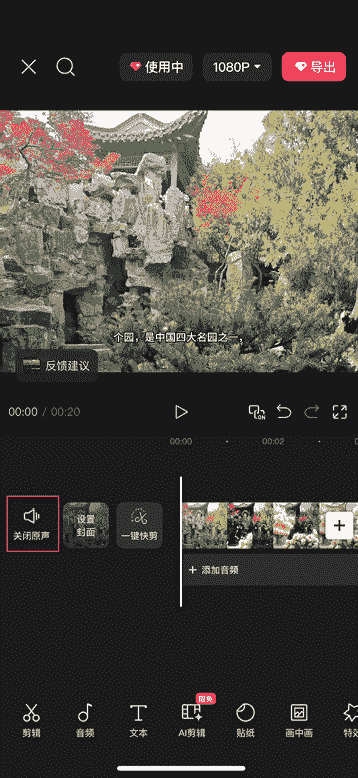 使用中
1080P
导出
个园，是中国四大名园之一，
反馈建议
00:00 / 00:20
ON
00:00
00:02
关闭原声
设置
封面
一键快剪
添加音频
限免
剪辑
音频
文本
AI剪辑
贴纸
画中画
特效